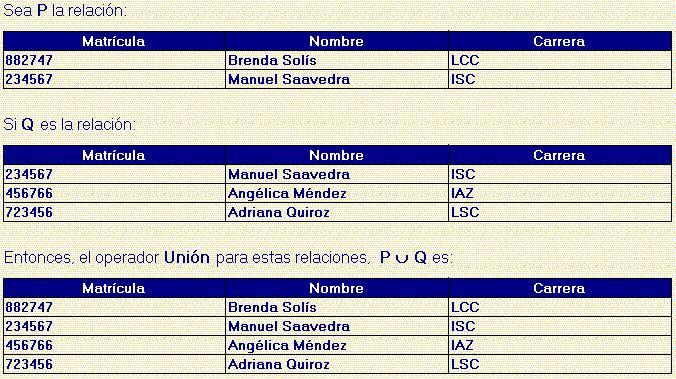 Sea P la relación:
Matrícula Nombre Carrera
882747 Brenda Solís LCC
234567 Manuel Saavedra ISC
Si Q es la relación:
Matrícula Nombre Carrera
234567 Manuel Saavedra ISC
456766 Angélica Méndez IAZ
723456 Adriana Quiroz LSC
Entonces, el operador Unión para estas relaciones, P ∪ Q es:
Matrícula Nombre Carrera
882747 Brenda Solís LCC
234567 Manuel Saavedra ISC
456766 Angélica Méndez IAZ
723456 Adriana Quiroz LSC